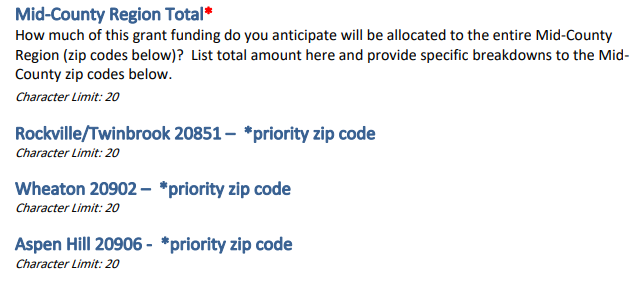 Mid-County Region Total*
How much of this grant funding do you anticipate will be allocated to the entire Mid-County
Region (zip codes below)?  List total amount here and provide specific breakdowns to the Mid-
County zip codes below.
Character Limit: 20
Rockville/Twinbrook 20851 –  *priority zip code
Character Limit: 20
Wheaton 20902 –  *priority zip code
Character Limit: 20
Aspen Hill 20906 -  *priority zip code
Character Limit: 20